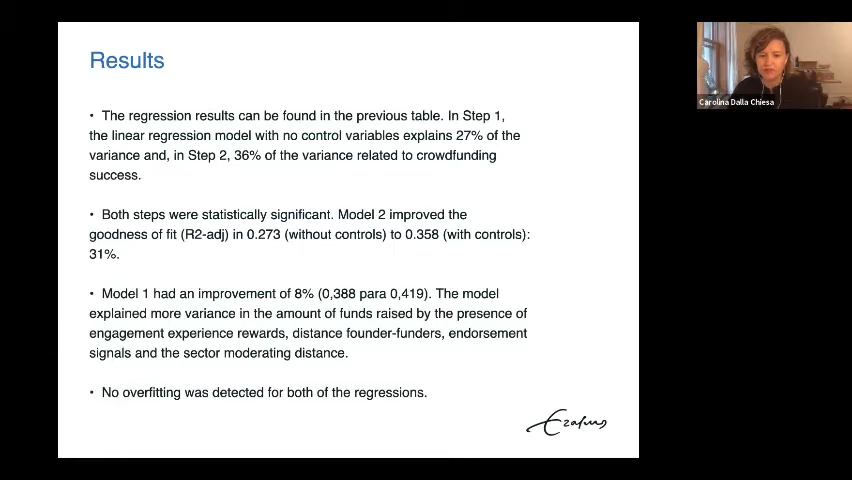 Results
• The regression results can be found in the previous table. In Step 1,
the linear regression model with no control variables explains 27% of the
variance and, in Step 2, 36% of the variance related to crowdfunding
success.
• Both steps were statistically significant. Model 2 improved the
goodness of fit (R2-adj) in 0.273 (without controls) to 0.358 (with controls):
31%.
• Model 1 had an improvement of 8% (0,388 para 0,419). The model
explained more variance in the amount of funds raised by the presence of
engagement experience rewards, distance founder-funders, endorsement
signals and the sector moderating distance.
• No overfitting was detected for both of the regressions.
Erasmus
Carolina Dalla Chiesa